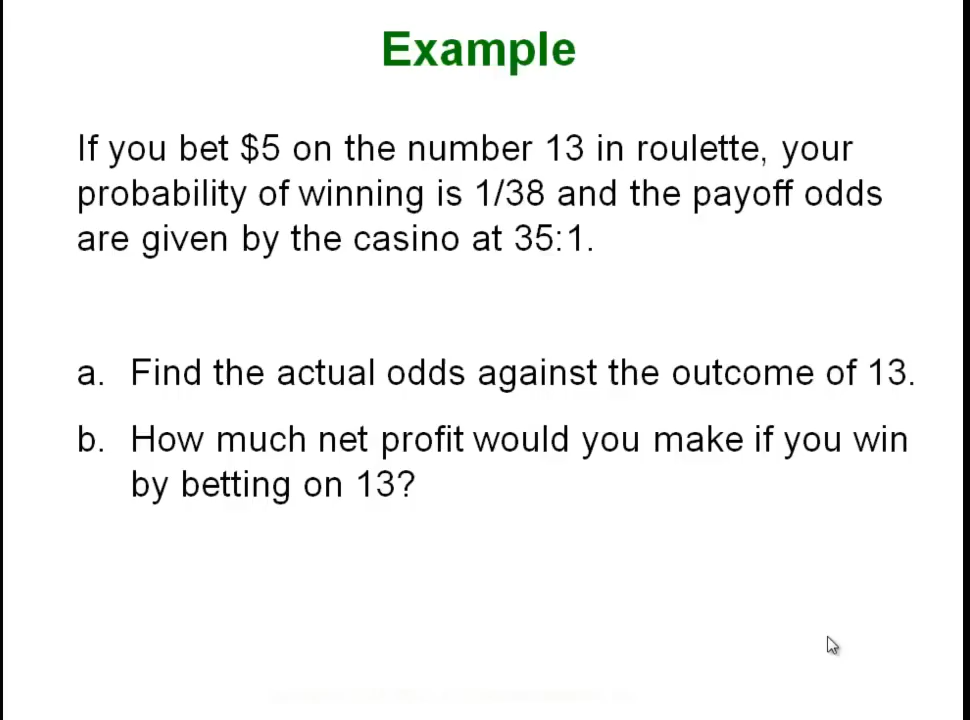 Example
If you bet $5 on the number 13 in roulette, your
probability of winning is 1/38 and the payoff odds
are given by the casino at 35:1.
a. Find the actual odds against the outcome of 13.
b. How much net profit would you make if you win
by betting on 13?